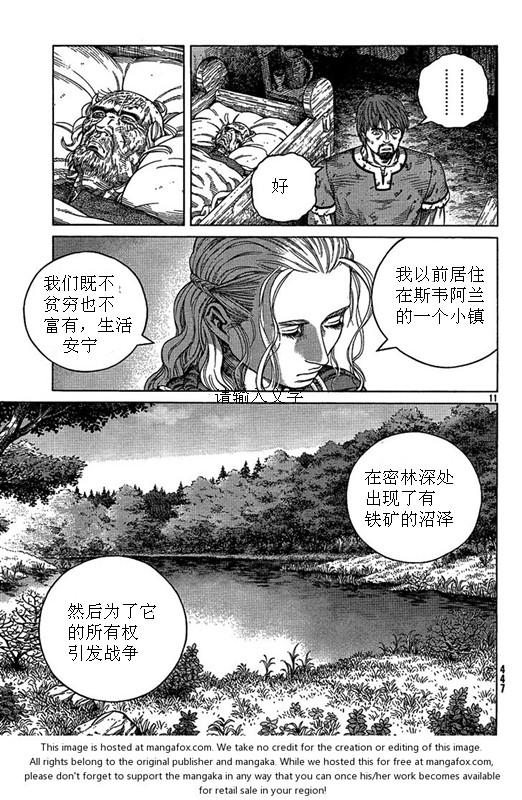 ………
………
好
我以前居住
在斯韦阿兰
的一个小镇
我们既不
贫穷也不
富有，生活
安宁
请输入文字
11
在密林深处
出现了有
铁矿的沼泽
然后为了它
的所有权
引发战争
447
This image is hosted at mangafox.com. We take no credit for the creation or editing of this image.
All rights belong to the original publisher and mangaka. While we hosted this for free at mangafox.com,
please don't forget to support the mangaka in any way that you can once his/her work becomes available
for retail sale in your region!